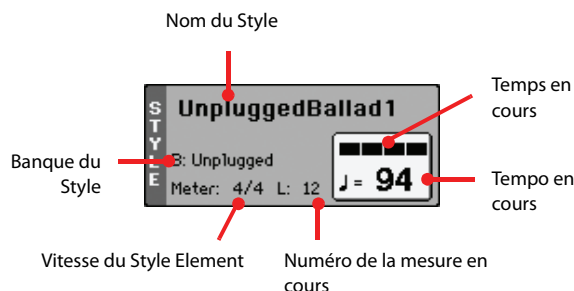 Nom du Style
STYLE
UnpluggedBallad1
Temps en
cours
Banque du
Style
B: Unplugged
Meter: 4/4 L: 12
♩= 94
Tempo en
cours
Vitesse du Style Element
Numéro de la mesure en
cours